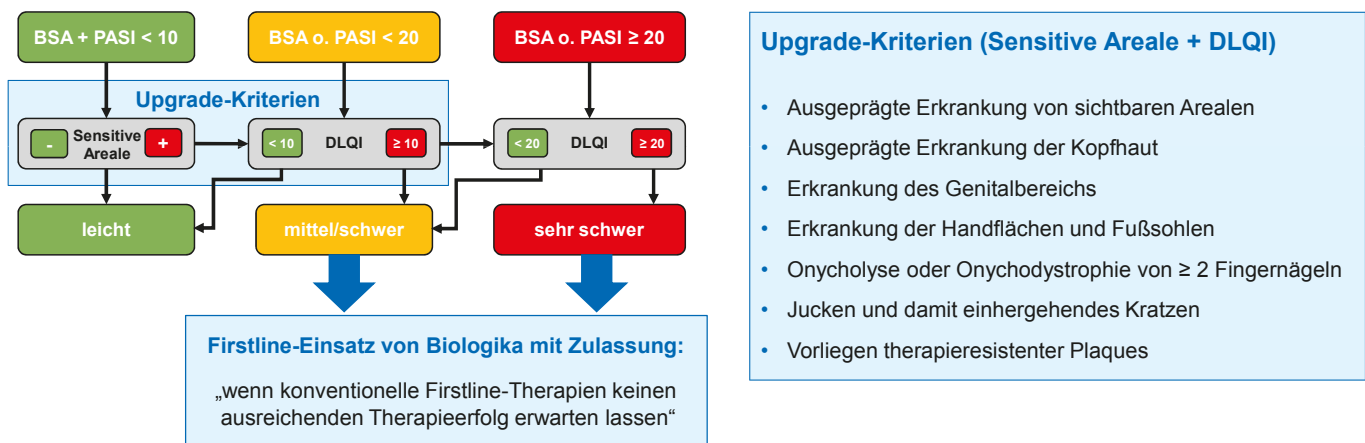 BSA + PASI < 10
BSA o. PASI < 20
BSA o. PASI ≥ 20
Upgrade-Kriterien
-
Sensitive
Areale
+
< 10
DLQI
≥ 10
< 20
DLQI
≥ 20
leicht
mittel/schwer
sehr schwer
Firstline-Einsatz von Biologika mit Zulassung:
„wenn konventionelle Firstline-Therapien keinen
ausreichenden Therapieerfolg erwarten lassen“
Upgrade-Kriterien (Sensitive Areale + DLQI)
• Ausgeprägte Erkrankung von sichtbaren Arealen
• Ausgeprägte Erkrankung der Kopfhaut
• Erkrankung des Genitalbereichs
• Erkrankung der Handflächen und Fußsohlen
• Onycholyse oder Onychodystrophie von ≥ 2 Fingernägeln
• Jucken und damit einhergehendes Kratzen
• Vorliegen therapieresistenter Plaques